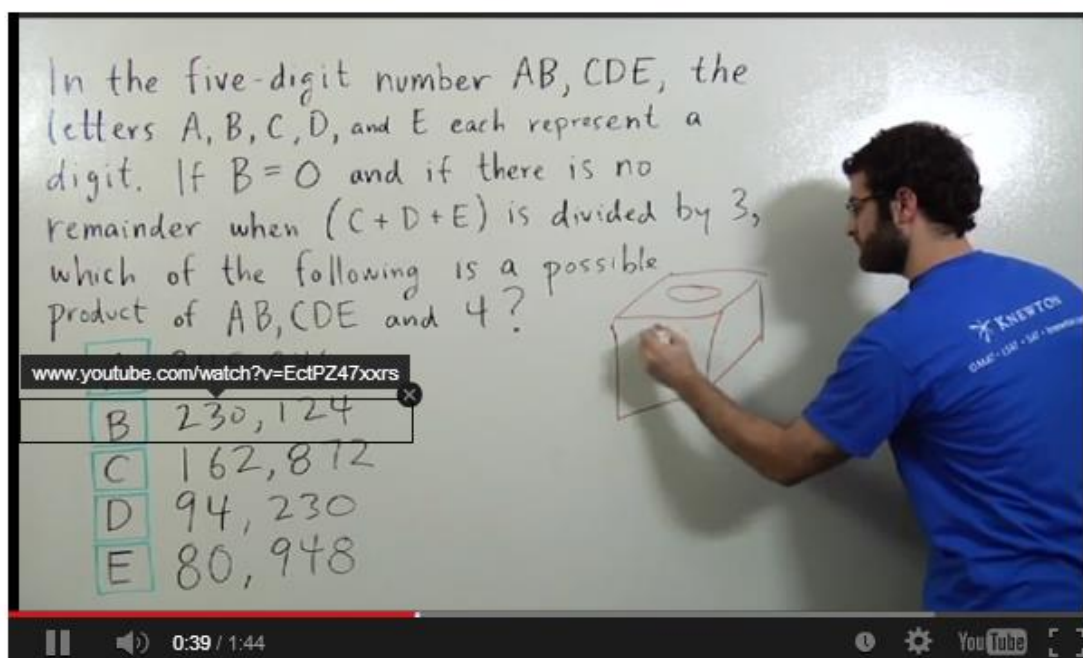 In the five-digit number AB, CDE, the
letters A, B, C, D, and E each represent a
digit. If B = 0 and if there is no
remainder when (C + D + E) is divided by 3,
which of the following is a possible
product of AB, CDE and 4?
www.youtube.com/watch?v=EctPZ47xxrs
B 230, 124
C 162, 872
D 94, 230
E 80, 948
KNEWTON
GMAT • LSAT • SAT •
0:39 / 1:44
YouTube